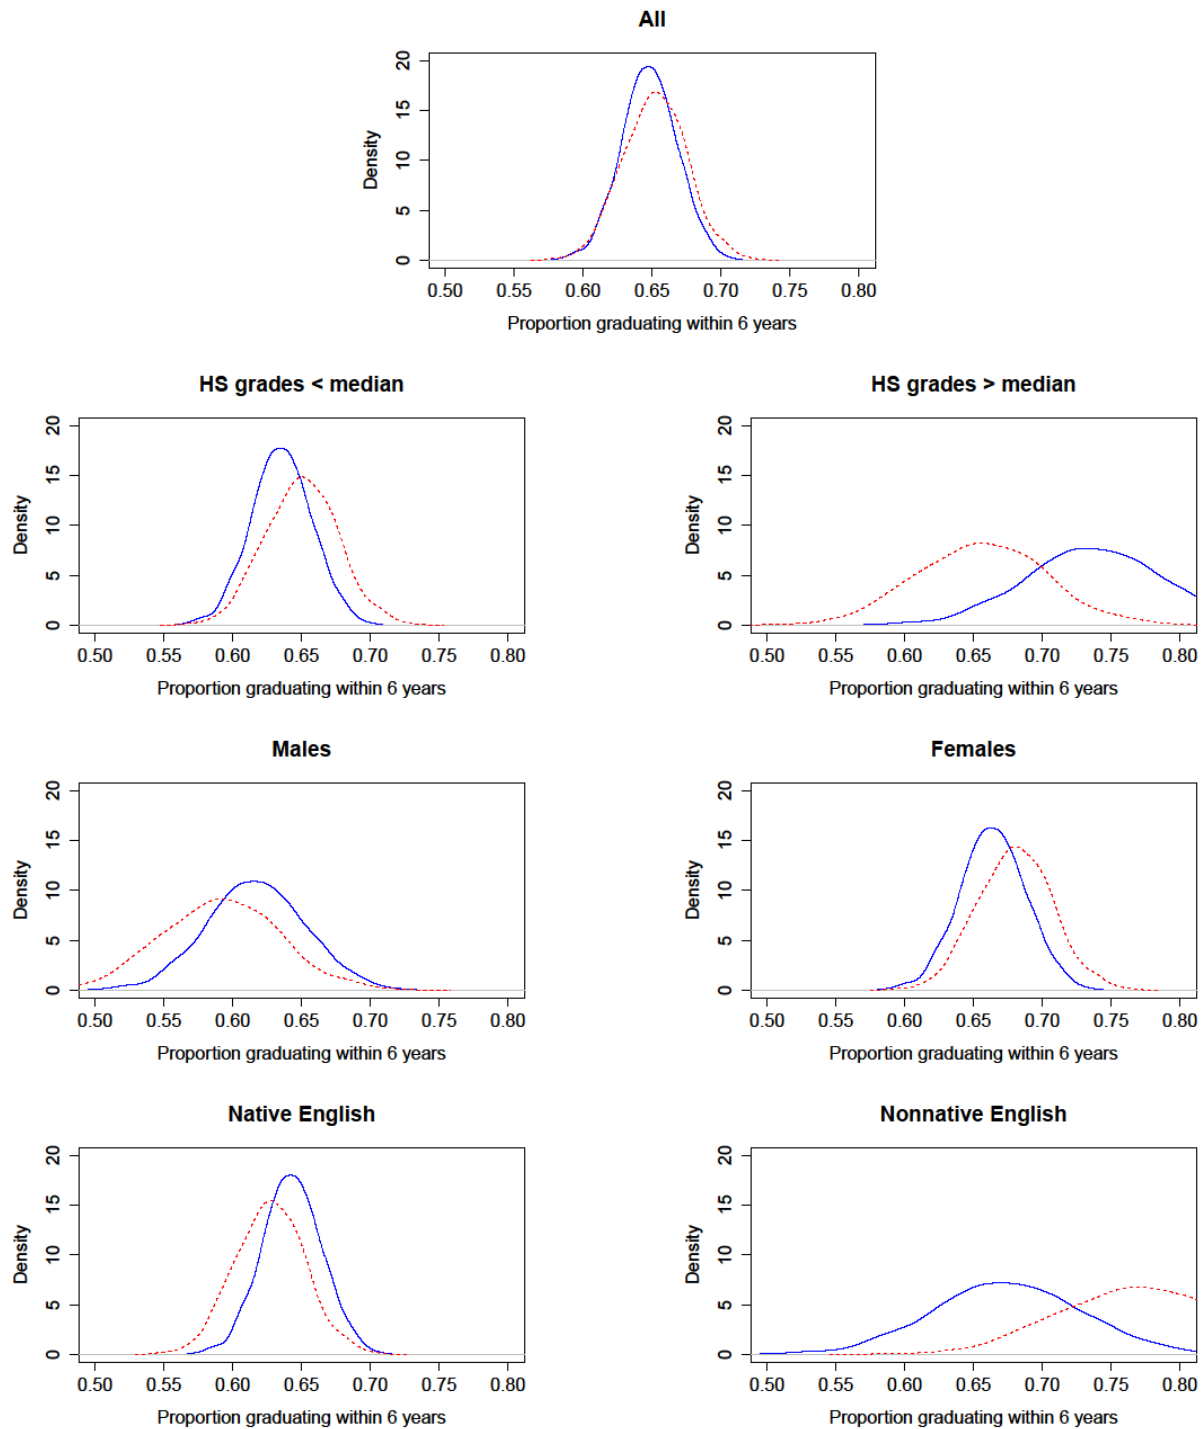 All
Density
0 5 10 15 20
0.50 0.55 0.60 0.65 0.70 0.75 0.80
Proportion graduating within 6 years
HS grades < median
Density
0 5 10 15 20
0.50 0.55 0.60 0.65 0.70 0.75 0.80
Proportion graduating within 6 years
HS grades > median
Density
0 5 10 15 20
0.50 0.55 0.60 0.65 0.70 0.75 0.80
Proportion graduating within 6 years
Males
Density
0 5 10 15 20
0.50 0.55 0.60 0.65 0.70 0.75 0.80
Proportion graduating within 6 years
Females
Density
0 5 10 15 20
0.50 0.55 0.60 0.65 0.70 0.75 0.80
Proportion graduating within 6 years
Native English
Density
0 5 10 15 20
0.50 0.55 0.60 0.65 0.70 0.75 0.80
Proportion graduating within 6 years
Nonnative English
Density
0 5 10 15 20
0.50 0.55 0.60 0.65 0.70 0.75 0.80
Proportion graduating within 6 years